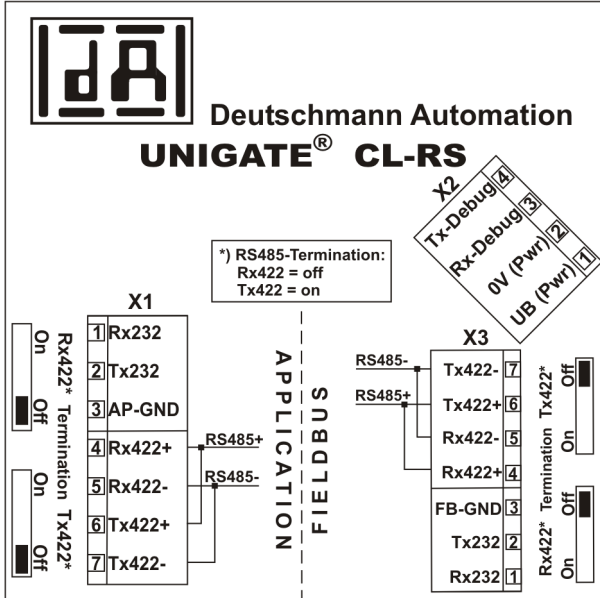 dA
Deutschmann Automation
UNIGATE® CL-RS
X2
Tx-Debug 4
Rx-Debug 3
0V (Pwr) 2
UB (Pwr) 1
*) RS485-Termination:
Rx422 = off
Tx422 = on
X1
1 Rx232
2 Tx232
3 AP-GND
4 Rx422+
5 Rx422-
6 Tx422+
7 Tx422-
RS485+
RS485-
On
Off
Rx422* Termination Tx422*
On
Off
APPLICATION
FIELDBUS
X3
RS485-
RS485+
Tx422- 7
Tx422+ 6
Rx422- 5
Rx422+ 4
FB-GND 3
Tx232 2
Rx232 1
Rx422* Termination Tx422*
Off
On
Off
On